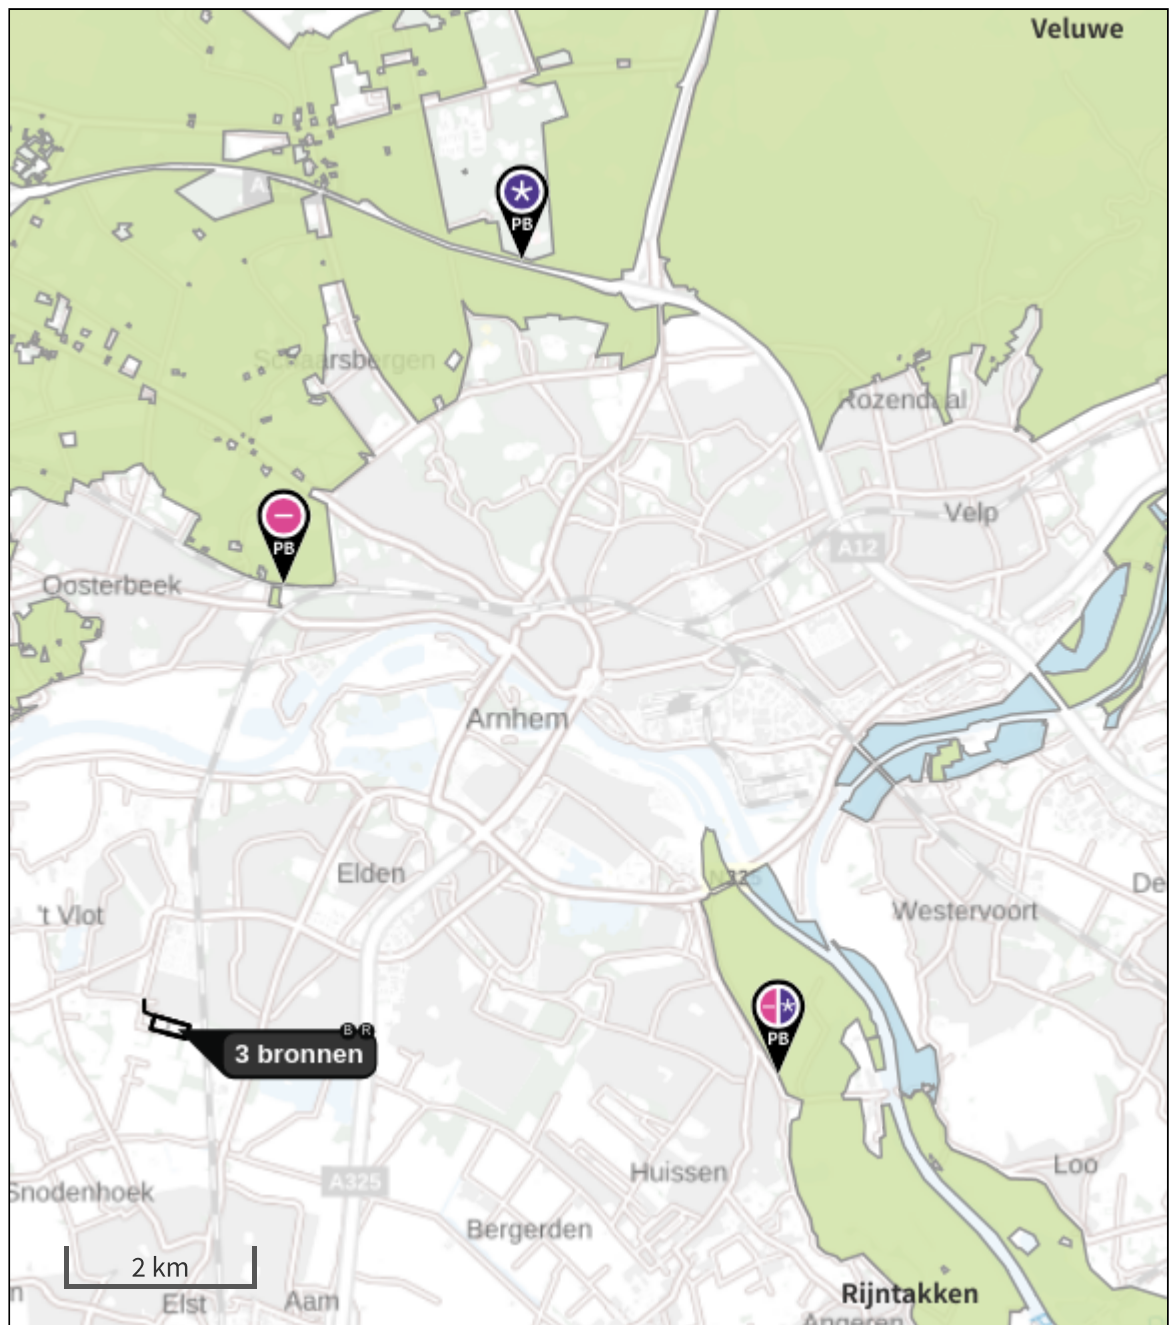 Veluwe
A
*
PB
Schaarsbergen
Rozendaal
−
PB
Velp
A12
Oosterbeek
Arnhem
Elden
N325
't Vlot
De
Westervoort
− *
PB
B R
3 bronnen
Huissen
Loo
A325
Snodenhoek
Bergerden
2 km
n
Elst
Aam
Rijntakken
Angeren